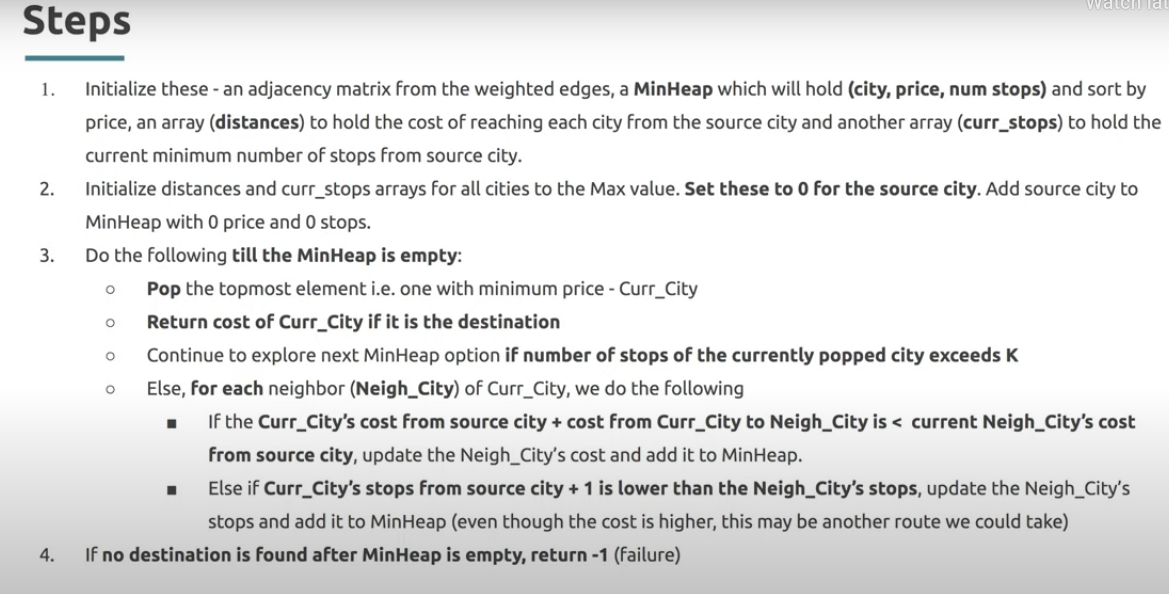 Watch lat
Steps
1. Initialize these - an adjacency matrix from the weighted edges, a MinHeap which will hold (city, price, num stops) and sort by
price, an array (distances) to hold the cost of reaching each city from the source city and another array (curr_stops) to hold the
current minimum number of stops from source city.
2. Initialize distances and curr_stops arrays for all cities to the Max value. Set these to 0 for the source city. Add source city to
MinHeap with 0 price and 0 stops.
3. Do the following till the MinHeap is empty:
○ Pop the topmost element i.e. one with minimum price - Curr_City
○ Return cost of Curr_City if it is the destination
○ Continue to explore next MinHeap option if number of stops of the currently popped city exceeds K
○ Else, for each neighbor (Neigh_City) of Curr_City, we do the following
■ If the Curr_City’s cost from source city + cost from Curr_City to Neigh_City is < current Neigh_City’s cost
from source city, update the Neigh_City’s cost and add it to MinHeap.
■ Else if Curr_City’s stops from source city + 1 is lower than the Neigh_City’s stops, update the Neigh_City’s
stops and add it to MinHeap (even though the cost is higher, this may be another route we could take)
4. If no destination is found after MinHeap is empty, return -1 (failure)